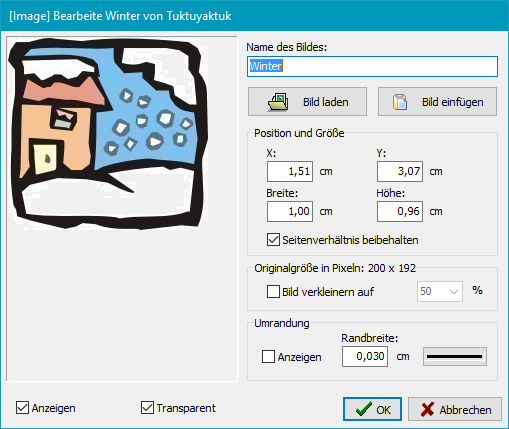 [Image] Bearbeite Winter von Tuktuyaktuk
Name des Bildes:
Winter
Bild laden
Bild einfügen
Position und Größe
X:
Y:
1,51 cm
3,07 cm
Breite:
Höhe:
1,00 cm
0,96 cm
Seitenverhältnis beibehalten
Originalgröße in Pixeln: 200 x 192
Bild verkleinern auf 50 %
Umrandung
Randbreite:
Anzeigen 0,030 cm
Anzeigen
Transparent
OK
Abbrechen